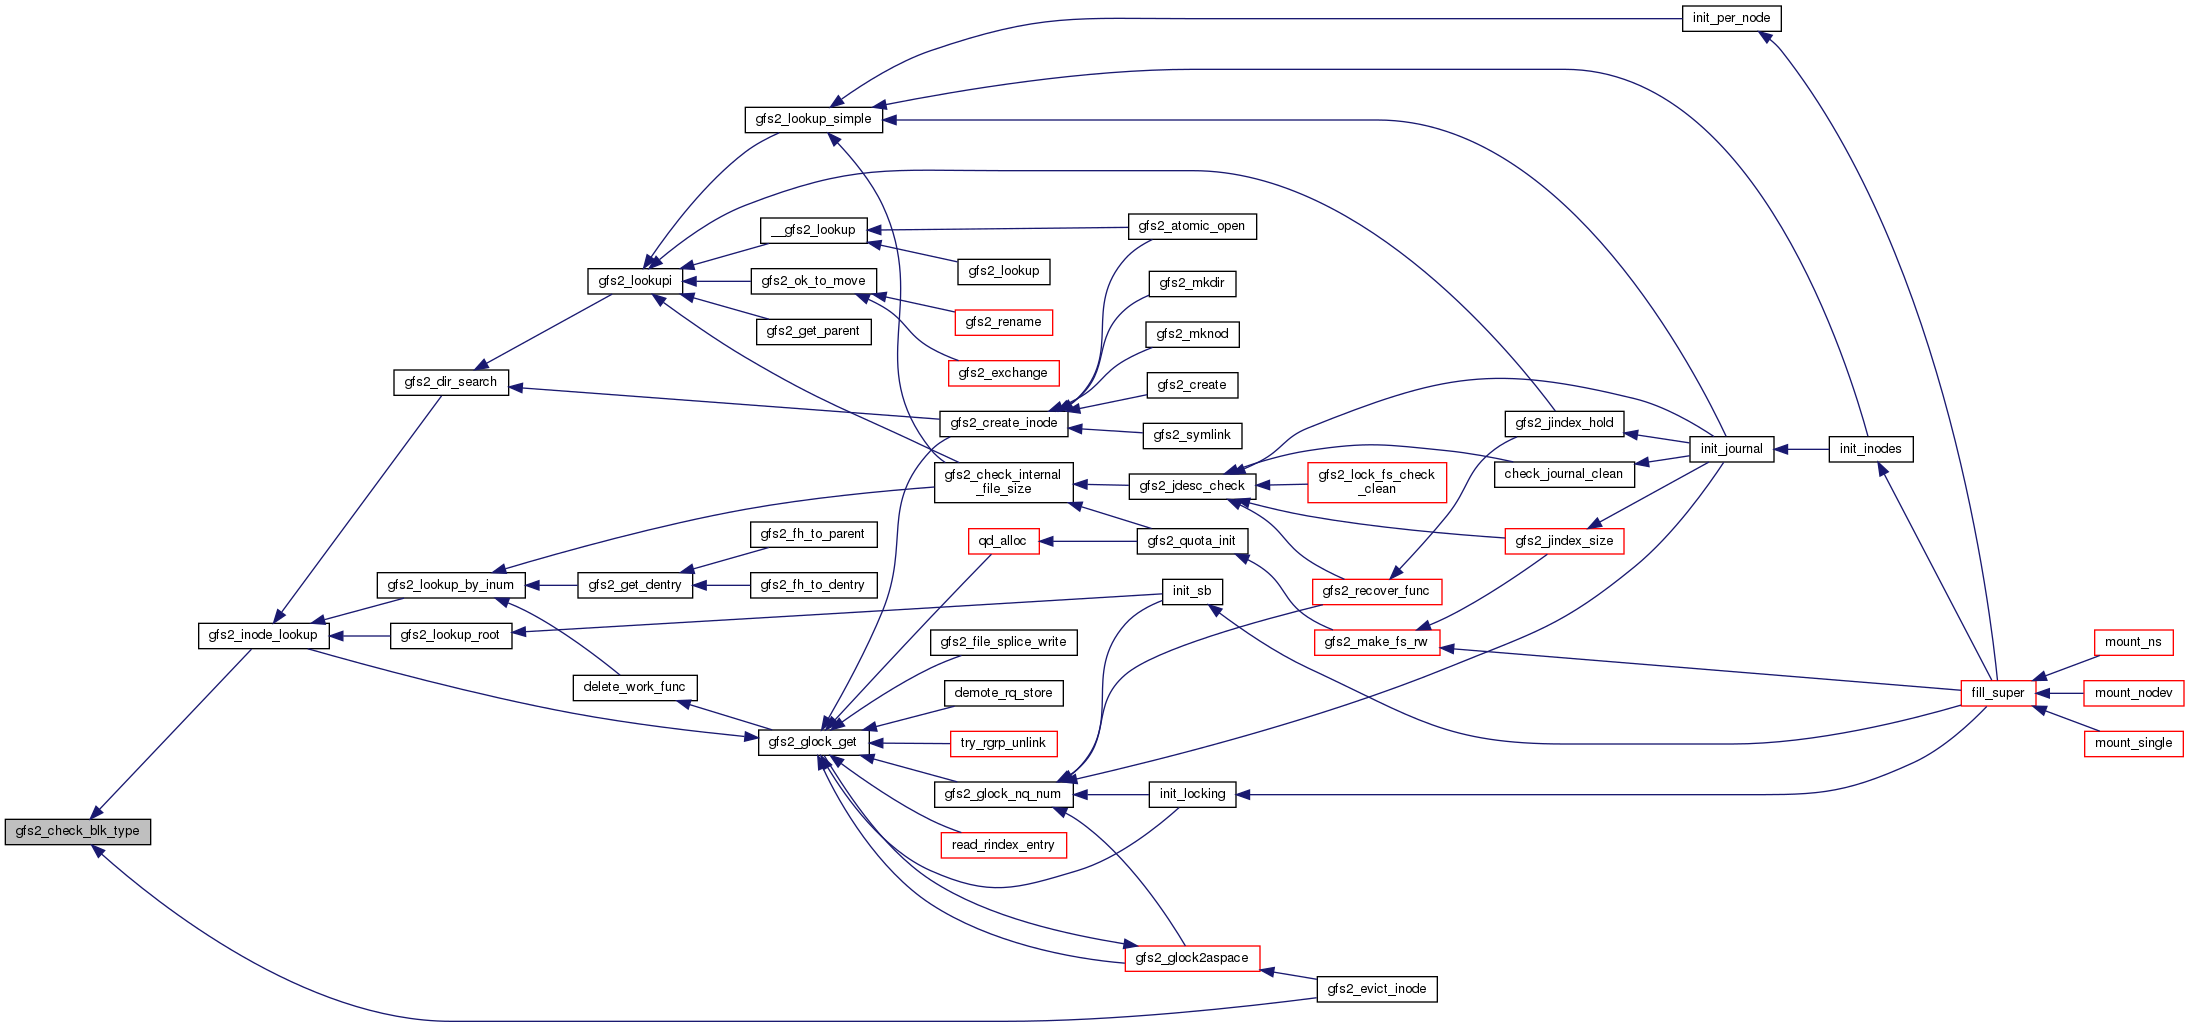 init_per_node
gfs2_lookup_simple
__gfs2_lookup
gfs2_atomic_open
gfs2_lookup
gfs2_lookupi
gfs2_ok_to_move
gfs2_mkdir
gfs2_rename
gfs2_get_parent
gfs2_mknod
gfs2_exchange
gfs2_dir_search
gfs2_create
gfs2_create_inode
gfs2_jindex_hold
gfs2_symlink
init_journal
init_inodes
gfs2_check_internal
_file_size
gfs2_jdesc_check
gfs2_lock_fs_check
_clean
check_journal_clean
gfs2_fh_to_parent
qd_alloc
gfs2_quota_init
gfs2_jindex_size
gfs2_lookup_by_inum
gfs2_get_dentry
gfs2_fh_to_dentry
init_sb
gfs2_recover_func
gfs2_inode_lookup
gfs2_lookup_root
gfs2_file_splice_write
gfs2_make_fs_rw
mount_ns
delete_work_func
demote_rq_store
fill_super
mount_nodev
gfs2_glock_get
try_rgrp_unlink
mount_single
gfs2_glock_nq_num
init_locking
gfs2_check_blk_type
read_rindex_entry
gfs2_glock2aspace
gfs2_evict_inode